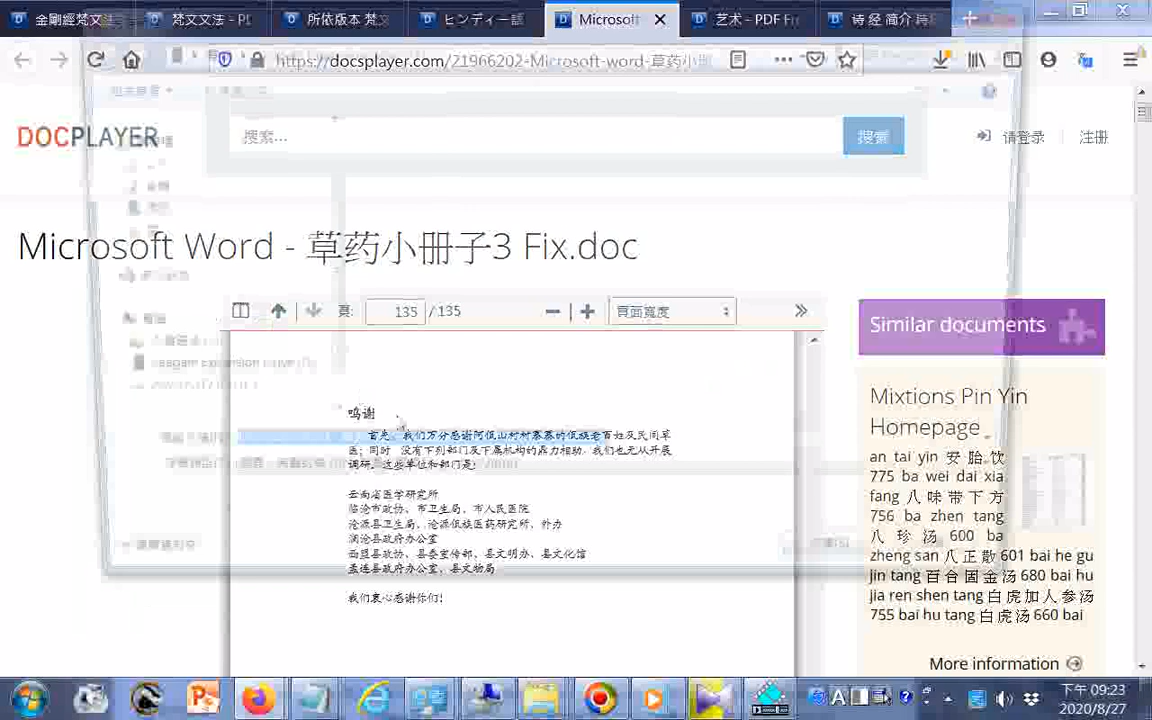 金剛經梵文注
梵文文法 - PD
所依版本 梵文
ヒンディー語
Microsoft
艺术 - PDF Fr
诗 经 简介 诗
https://docsplayer.com/21966202-Microsoft-word-草药小册
DOCPLAYER
搜索...
搜索
请登录
注册
Microsoft Word - 草药小册子3 Fix.doc
頁: 135 / 135
頁面寬度
Similar documents
鸣谢
首先, 我们万分感谢阿佤山村村寨寨的佤族老百姓及民间草
医; 同时 没有下列部门及下属机构的鼎力相助, 我们也无从开展
调研, 这些单位和部门是:
云南省医学研究所
临沧市政协、市卫生局、市人民医院
沧源县卫生局、沧源佤族医药研究所、外办
澜沧县政府办公室
西盟县政协、县委宣传部、县文明办、县文化馆
孟连县政府办公室、县文物局
我们衷心感谢你们!
Mixtions Pin Yin
Homepage
an tai yin 安 胎 饮
775 ba wei dai xia
fang 八 味 带 下 方
756 ba zhen tang
八 珍 汤 600 ba
zheng san 八 正 散 601 bai he gu
jin tang 百 合 固 金 汤 680 bai hu
jia ren shen tang 白 虎 加 人 参 汤
755 bai hu tang 白 虎 汤 660 bai
More information
下午 09:23
2020/8/27